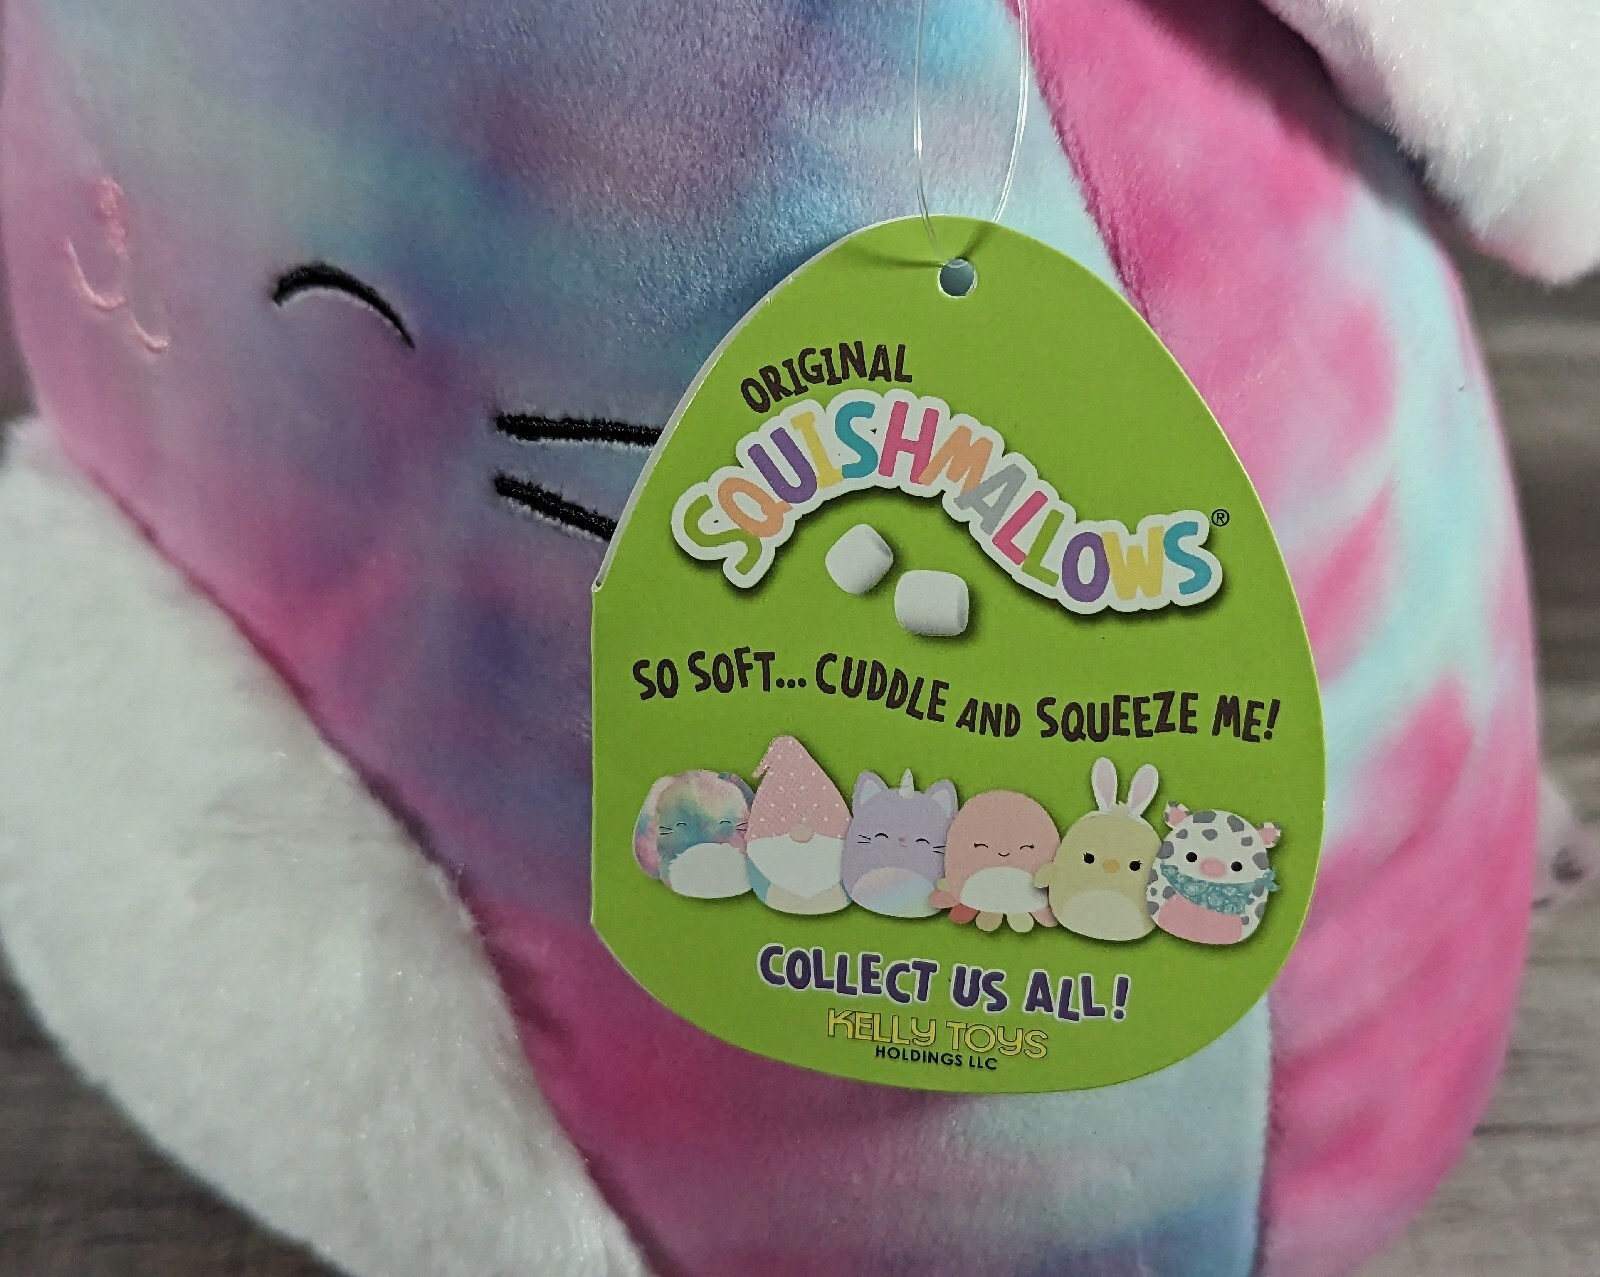 ORIGINAL
SQUISHMALLOWS®
SO SOFT... CUDDLE AND SQUEEZE ME!
COLLECT US ALL!
KELLY TOYS
HOLDINGS LLC